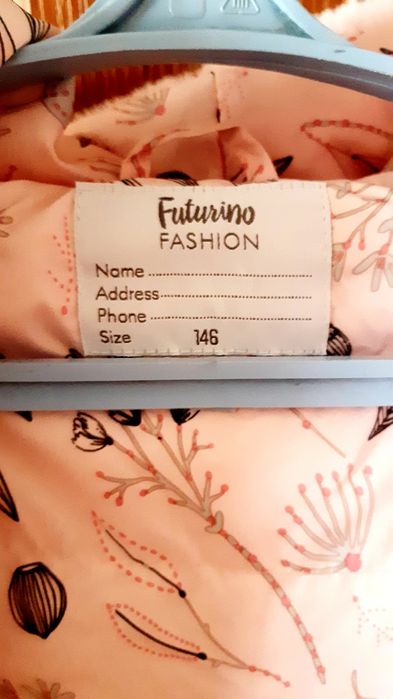 Futurino
FASHION
Name..............................
Address..............................
Phone..............................
Size 146